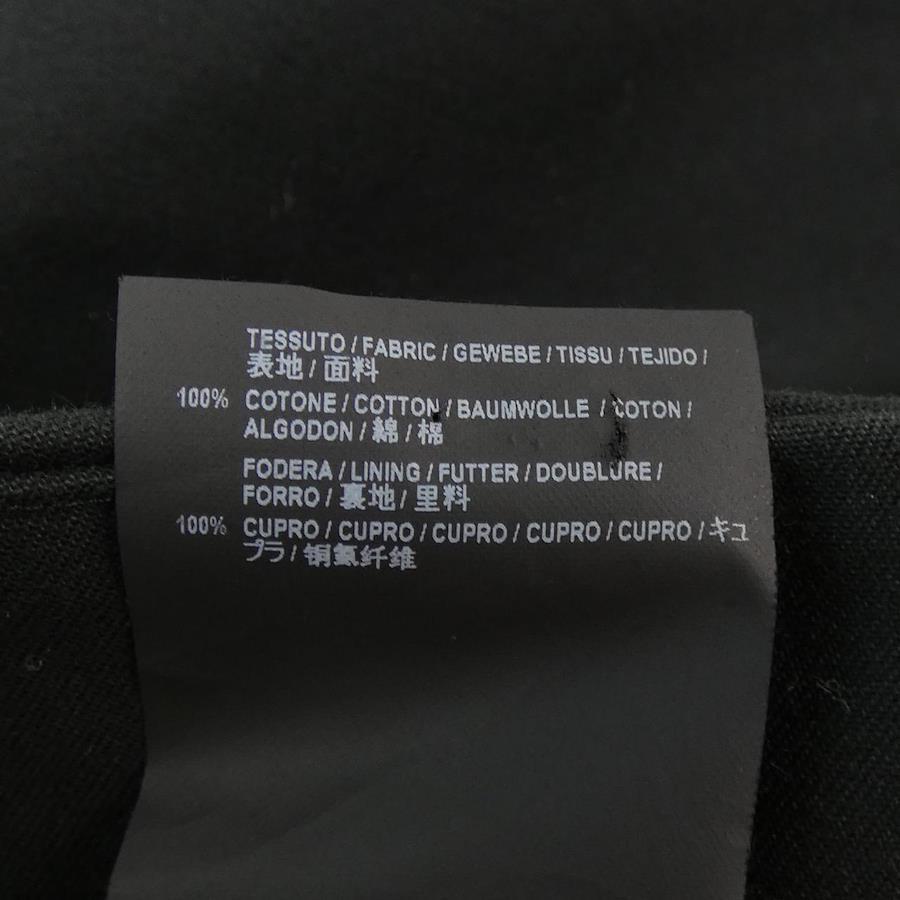 TESSUTO / FABRIC / GEWEBE / TISSU / TEJIDO /
表地 / 面料
100% COTONE / COTTON / BAUMWOLLE / COTON /
ALGODON / 綿 / 棉
FODERA / LINING / FUTTER / DOUBLURE /
FORRO / 裏地 / 里料
100% CUPRO / CUPRO / CUPRO / CUPRO / CUPRO / キュ
プラ / 铜氨纤维